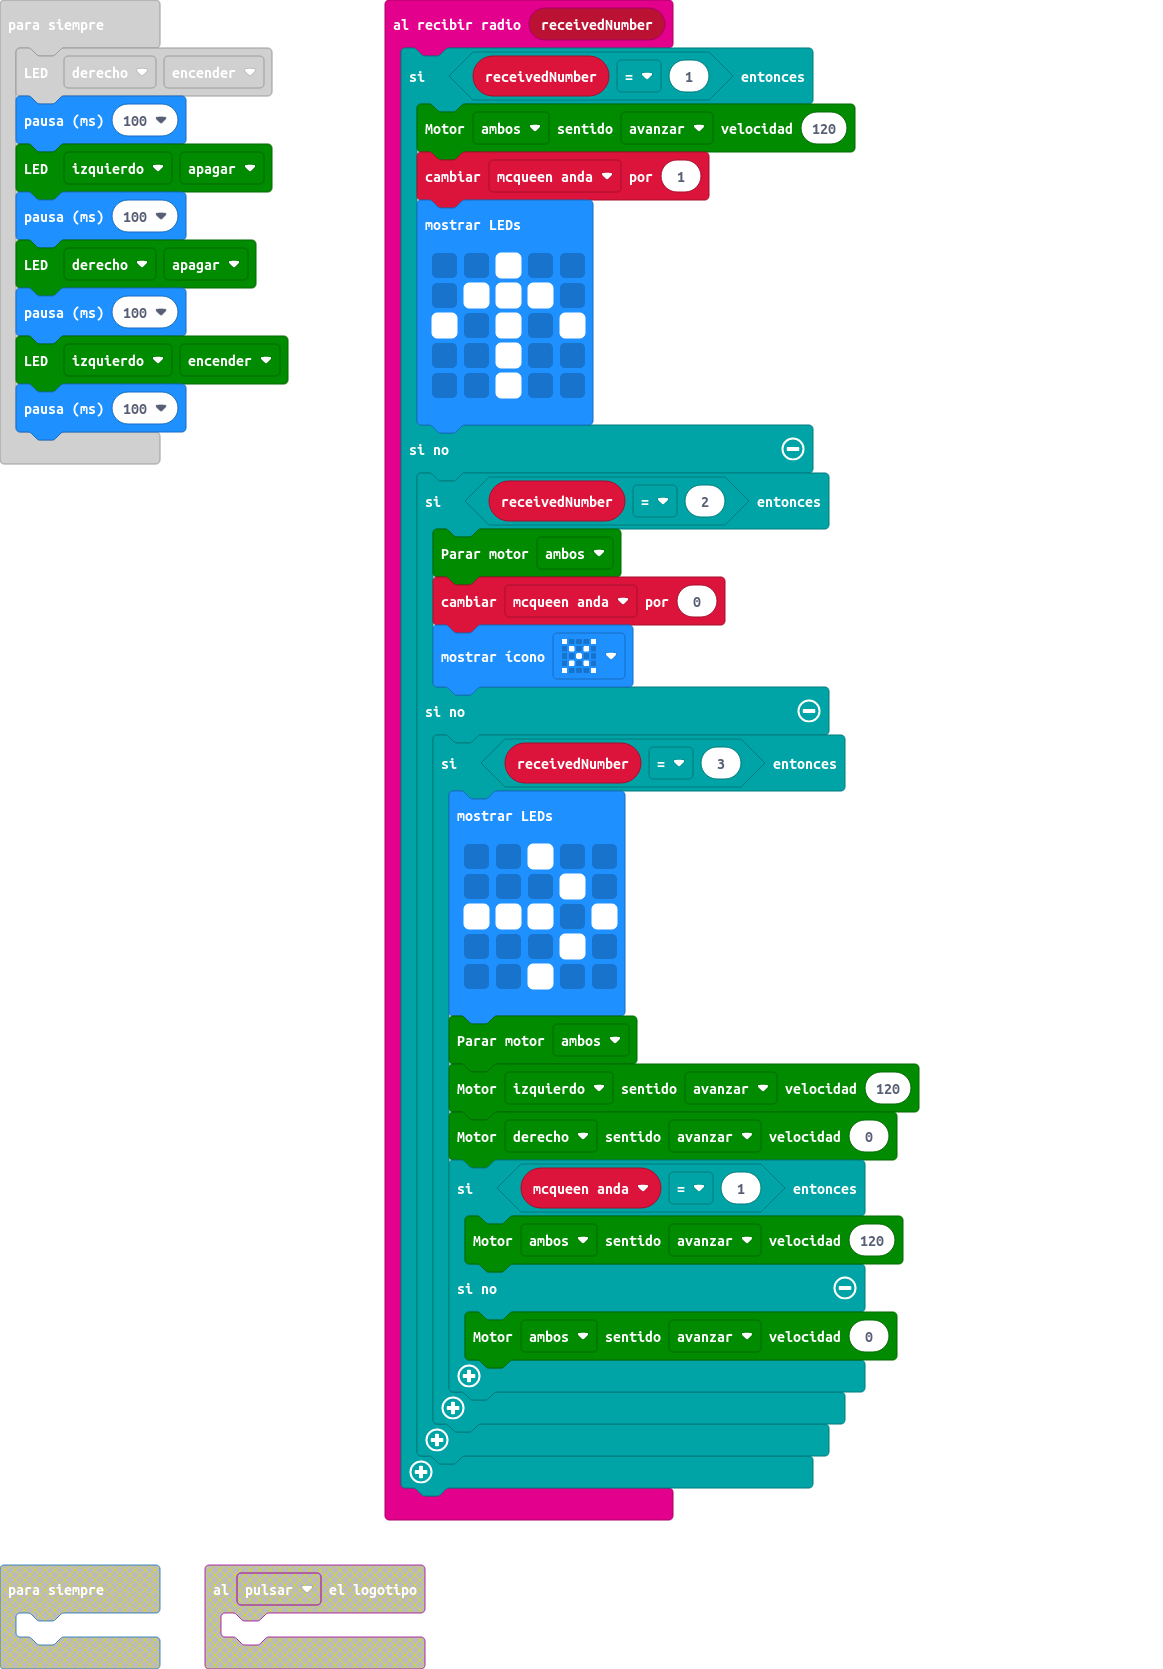 para siempre
LED derecho encender
pausa (ms) 100
LED izquierdo apagar
pausa (ms) 100
LED derecho apagar
pausa (ms) 100
LED izquierdo encender
pausa (ms) 100
al recibir radio receivedNumber
si receivedNumber = 1 entonces
Motor ambos sentido avanzar velocidad 120
cambiar mcqueen anda por 1
mostrar LEDs
si no
si receivedNumber = 2 entonces
Parar motor ambos
cambiar mcqueen anda por 0
mostrar ícono
si no
si receivedNumber = 3 entonces
mostrar LEDs
Parar motor ambos
Motor izquierdo sentido avanzar velocidad 120
Motor derecho sentido avanzar velocidad 0
si mcqueen anda = 1 entonces
Motor ambos sentido avanzar velocidad 120
si no
Motor ambos sentido avanzar velocidad 0
para siempre
al pulsar el logotipo